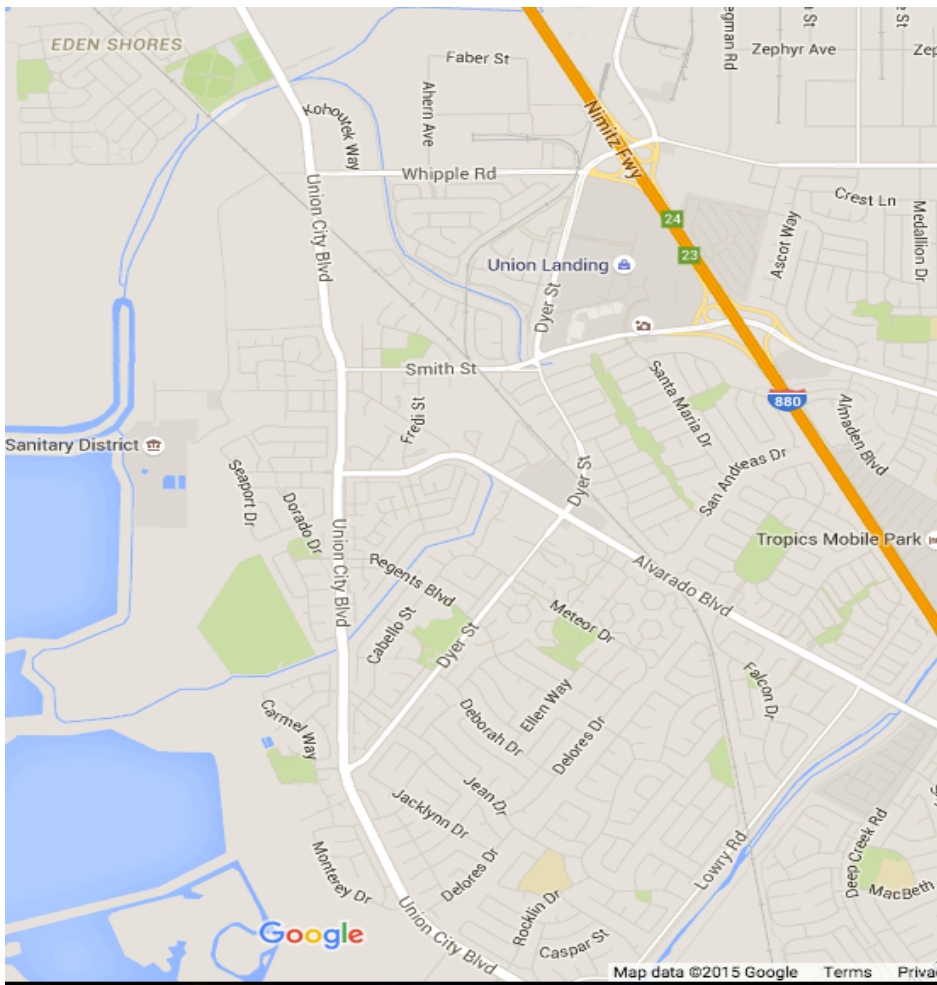 EDEN SHORES
Faber St
Zephyr Ave
Ahern Ave
Kohoutek Way
Nimitz Fwy
Whipple Rd
Union City Blvd
Crest Ln
Medallion Dr
Ascot Way
24
23
Union Landing
Dyer St
Smith St
Santa Maria Dr
880
Almaden Blvd
Fredi St
Sanitary District
San Andreas Dr
Seaport Dr
Dorado Dr
Dyer St
Union City Blvd
Tropics Mobile Park
Regents Blvd
Alvarado Blvd
Cabello St
Meteor Dr
Dyer St
Falcon Dr
Ellen Way
Carmel Way
Deborah Dr
Delores Dr
Jean Dr
Jacklynn Dr
Deep Creek Rd
Lowry Rd
Monterey Dr
Delores Dr
MacBeth
Rocklin Dr
Union City Blvd
Google
Caspar St
Map data ©2015 Google Terms